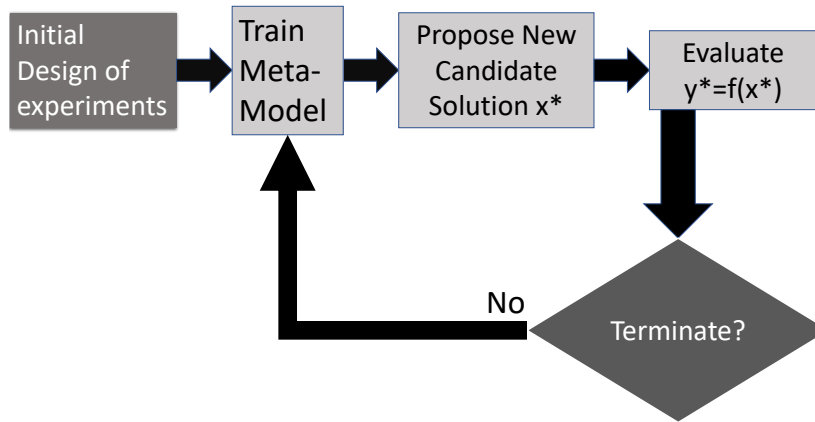 Initial
Design of
experiments
Train
Meta-
Model
Propose New
Candidate
Solution x*
Evaluate
y*=f(x*)
Terminate?
No